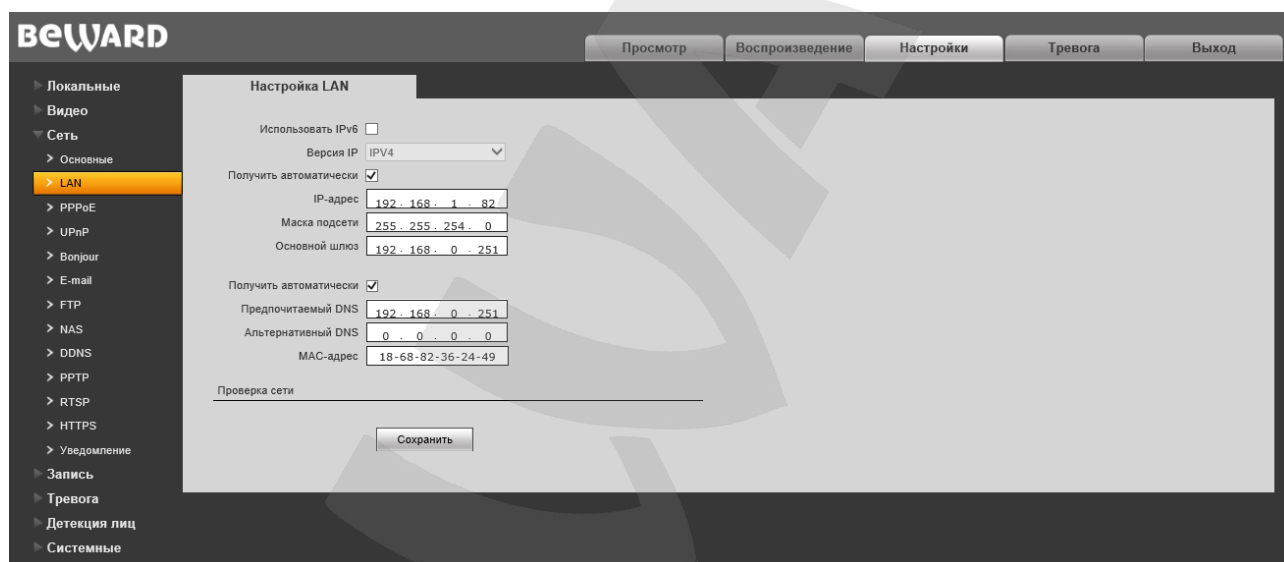 BEWARD
Просмотр
Воспроизведение
Настройки
Тревога
Выход
Локальные
Видео
Сеть
Основные
LAN
PPPoE
UPnP
Bonjour
E-mail
FTP
NAS
DDNS
PPTP
RTSP
HTTPS
Уведомление
Запись
Тревога
Детекция лиц
Системные
Настройка LAN
Использовать IPv6
Версия IP IPV4
Получить автоматически
IP-адрес 192 . 168 . 1 . 82
Маска подсети 255 . 255 . 254 . 0
Основной шлюз 192 . 168 . 0 . 251
Получить автоматически
Предпочитаемый DNS 192 . 168 . 0 . 251
Альтернативный DNS 0 . 0 . 0 . 0
MAC-адрес 18-68-82-36-24-49
Проверка сети
Сохранить